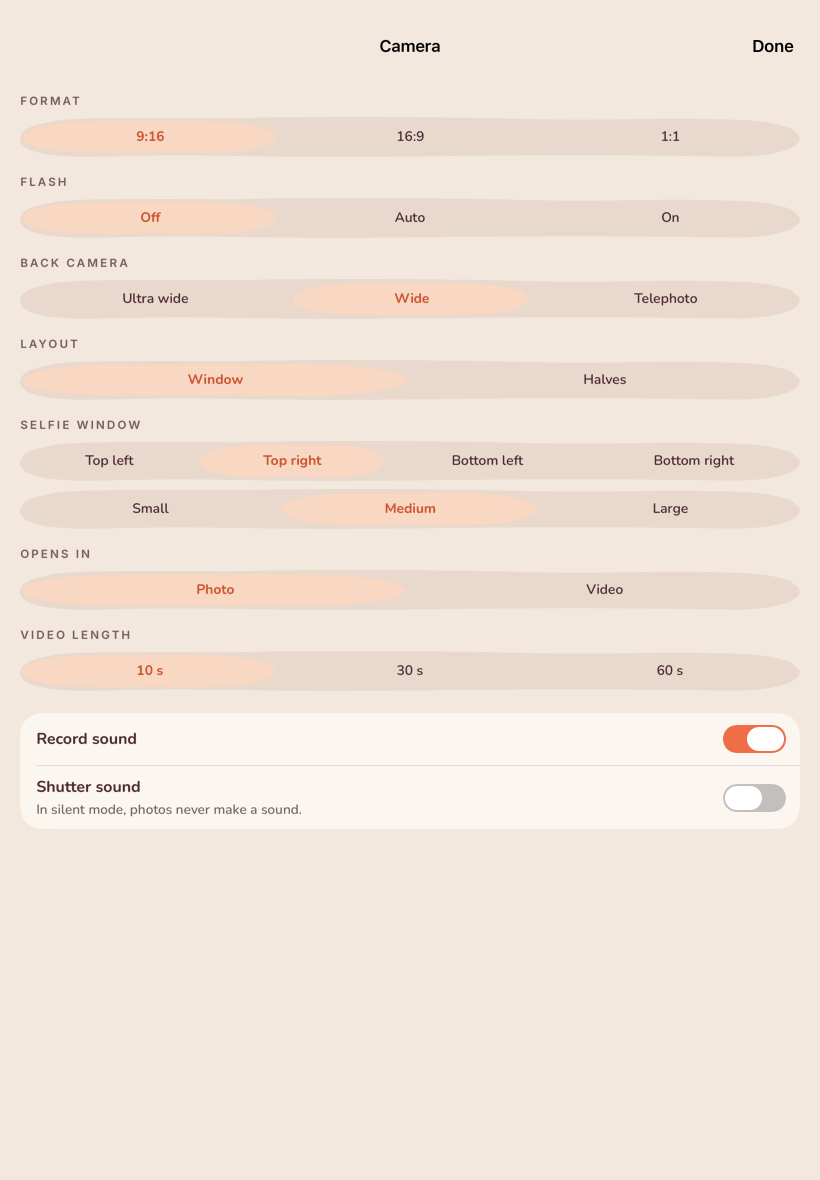 Camera
Done
FORMAT
9:16 16:9 1:1
FLASH
Off Auto On
BACK CAMERA
Ultra wide Wide Telephoto
LAYOUT
Window Halves
SELFIE WINDOW
Top left Top right Bottom left Bottom right
Small Medium Large
OPENS IN
Photo Video
VIDEO LENGTH
10 s 30 s 60 s
Record sound
Shutter sound
In silent mode, photos never make a sound.